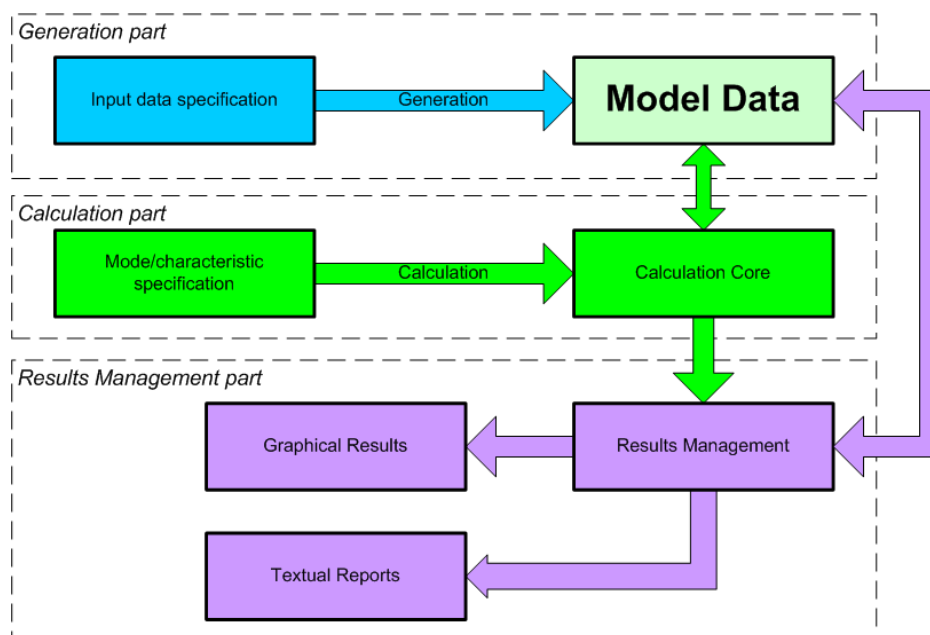 Generation part
Input data specification
Generation
Model Data
Calculation part
Mode/characteristic
specification
Calculation
Calculation Core
Results Management part
Graphical Results
Results Management
Textual Reports